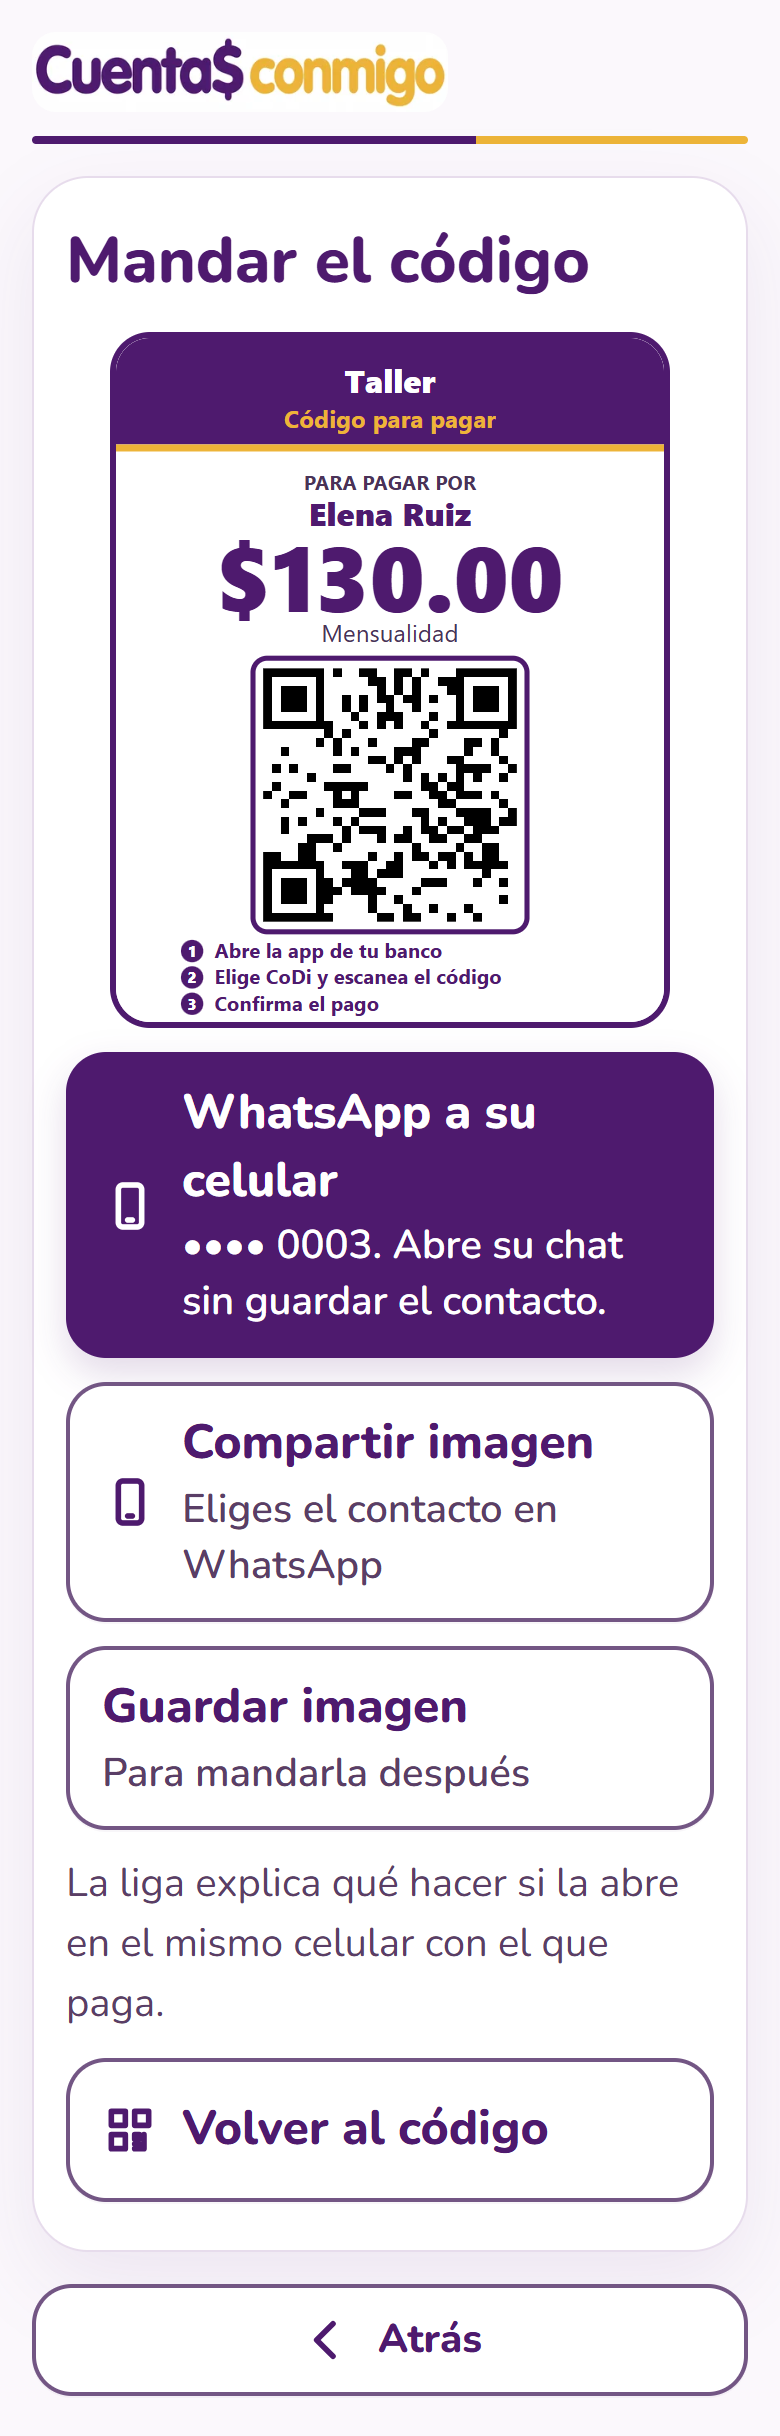 Cuenta$ conmigo
Mandar el código
Taller
Código para pagar
PARA PAGAR POR
Elena Ruiz
$130.00
Mensualidad
1 Abre la app de tu banco
2 Elige CoDi y escanea el código
3 Confirma el pago
WhatsApp a su
celular
•••• 0003. Abre su chat
sin guardar el contacto.
Compartir imagen
Eliges el contacto en
WhatsApp
Guardar imagen
Para mandarla después
La liga explica qué hacer si la abre
en el mismo celular con el que
paga.
Volver al código
Atrás